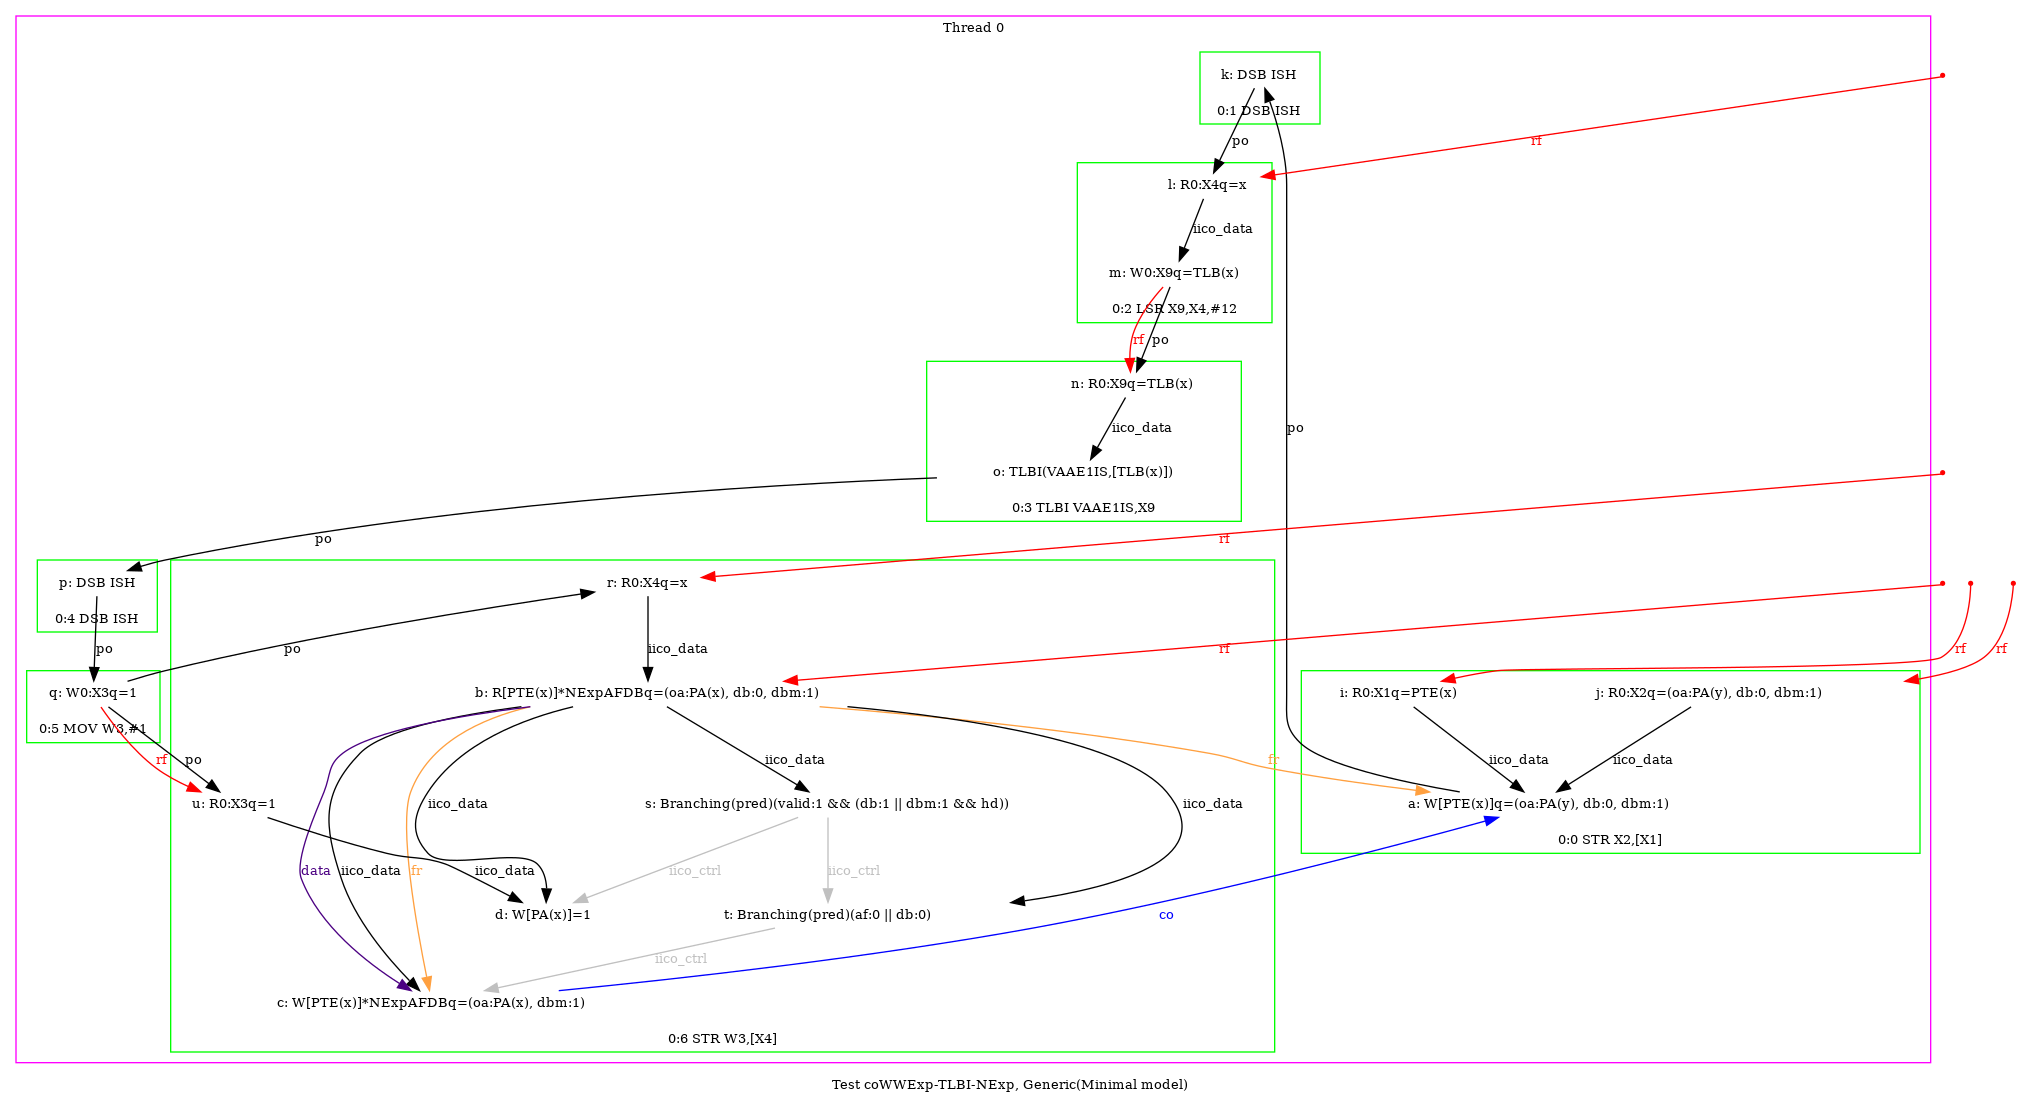 Thread 0
k: DSB ISH
0:1 DSB ISH
po
rf
l: R0:X4q=x
iico_data
m: W0:X9q=TLB(x)
0:2 LSR X9,X4,#12
rf
po
n: R0:X9q=TLB(x)
iico_data
po
o: TLBI(VAAE1IS,[TLB(x)])
0:3 TLBI VAAE1IS,X9
po
rf
p: DSB ISH
r: R0:X4q=x
0:4 DSB ISH
po
po
iico_data
rf
rf
rf
q: W0:X3q=1
b: R[PTE(x)]*NExpAFDBq=(oa:PA(x), db:0, dbm:1)
i: R0:X1q=PTE(x)
j: R0:X2q=(oa:PA(y), db:0, dbm:1)
0:5 MOV W3,#1
rf
po
iico_data
fr
iico_data
iico_data
u: R0:X3q=1
iico_data
s: Branching(pred)(valid:1 && (db:1 || dbm:1 && hd))
iico_data
a: W[PTE(x)]q=(oa:PA(y), db:0, dbm:1)
0:0 STR X2,[X1]
data
iico_data
fr
iico_data
iico_ctrl
iico_ctrl
d: W[PA(x)]=1
t: Branching(pred)(af:0 || db:0)
co
iico_ctrl
c: W[PTE(x)]*NExpAFDBq=(oa:PA(x), dbm:1)
0:6 STR W3,[X4]
Test coWWExp-TLBI-NExp, Generic(Minimal model)